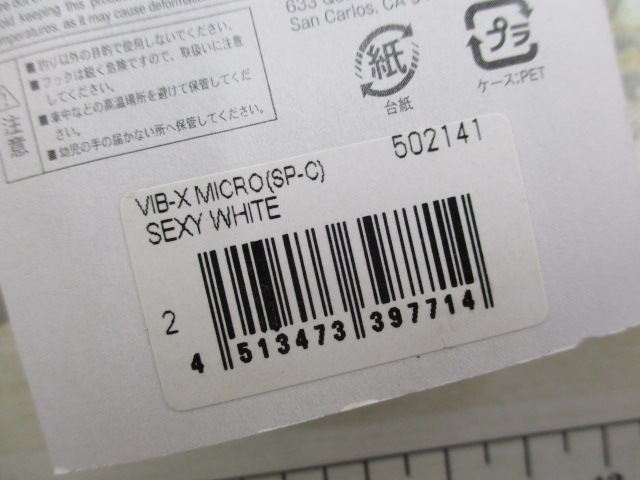 oid keeping this produc
mperatures, as it may cause deformat
San Carlos, CA 9
注意
■釣り以外の目的で使用しないでください。
■フックは鋭く危険ですので、取扱いに注意
してください。
■車中などの高温場所を避けて保管してくだ
さい。
■幼児の手の届かない所へ保管してください。
紙
台紙
プラ
ケース:PET
502141
VIB-X MICRO(SP-C)
SEXY WHITE
2
4 513473 397714